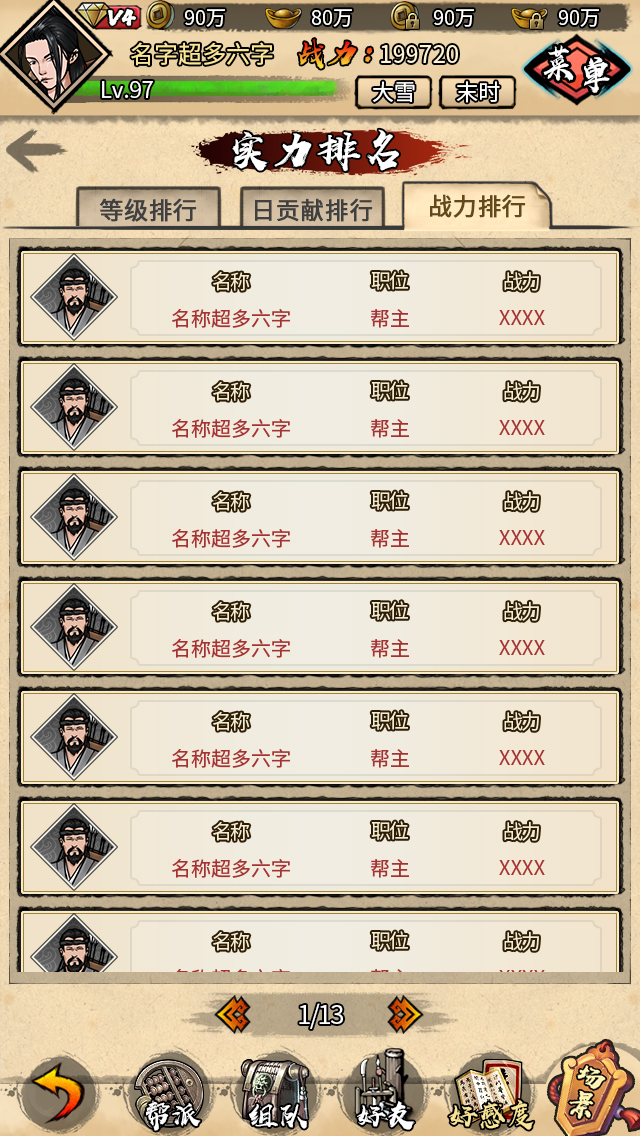 V4 90万 80万 90万 90万
名字超多六字 战力：199720
Lv.97 大雪 未时
菜单
实力排名
等级排行 日贡献排行 战力排行
名称 职位 战力
名称超多六字 帮主 XXXX
名称 职位 战力
名称超多六字 帮主 XXXX
名称 职位 战力
名称超多六字 帮主 XXXX
名称 职位 战力
名称超多六字 帮主 XXXX
名称 职位 战力
名称超多六字 帮主 XXXX
名称 职位 战力
名称超多六字 帮主 XXXX
名称 职位 战力
1/13
帮派 组队 好友 好感度 场景